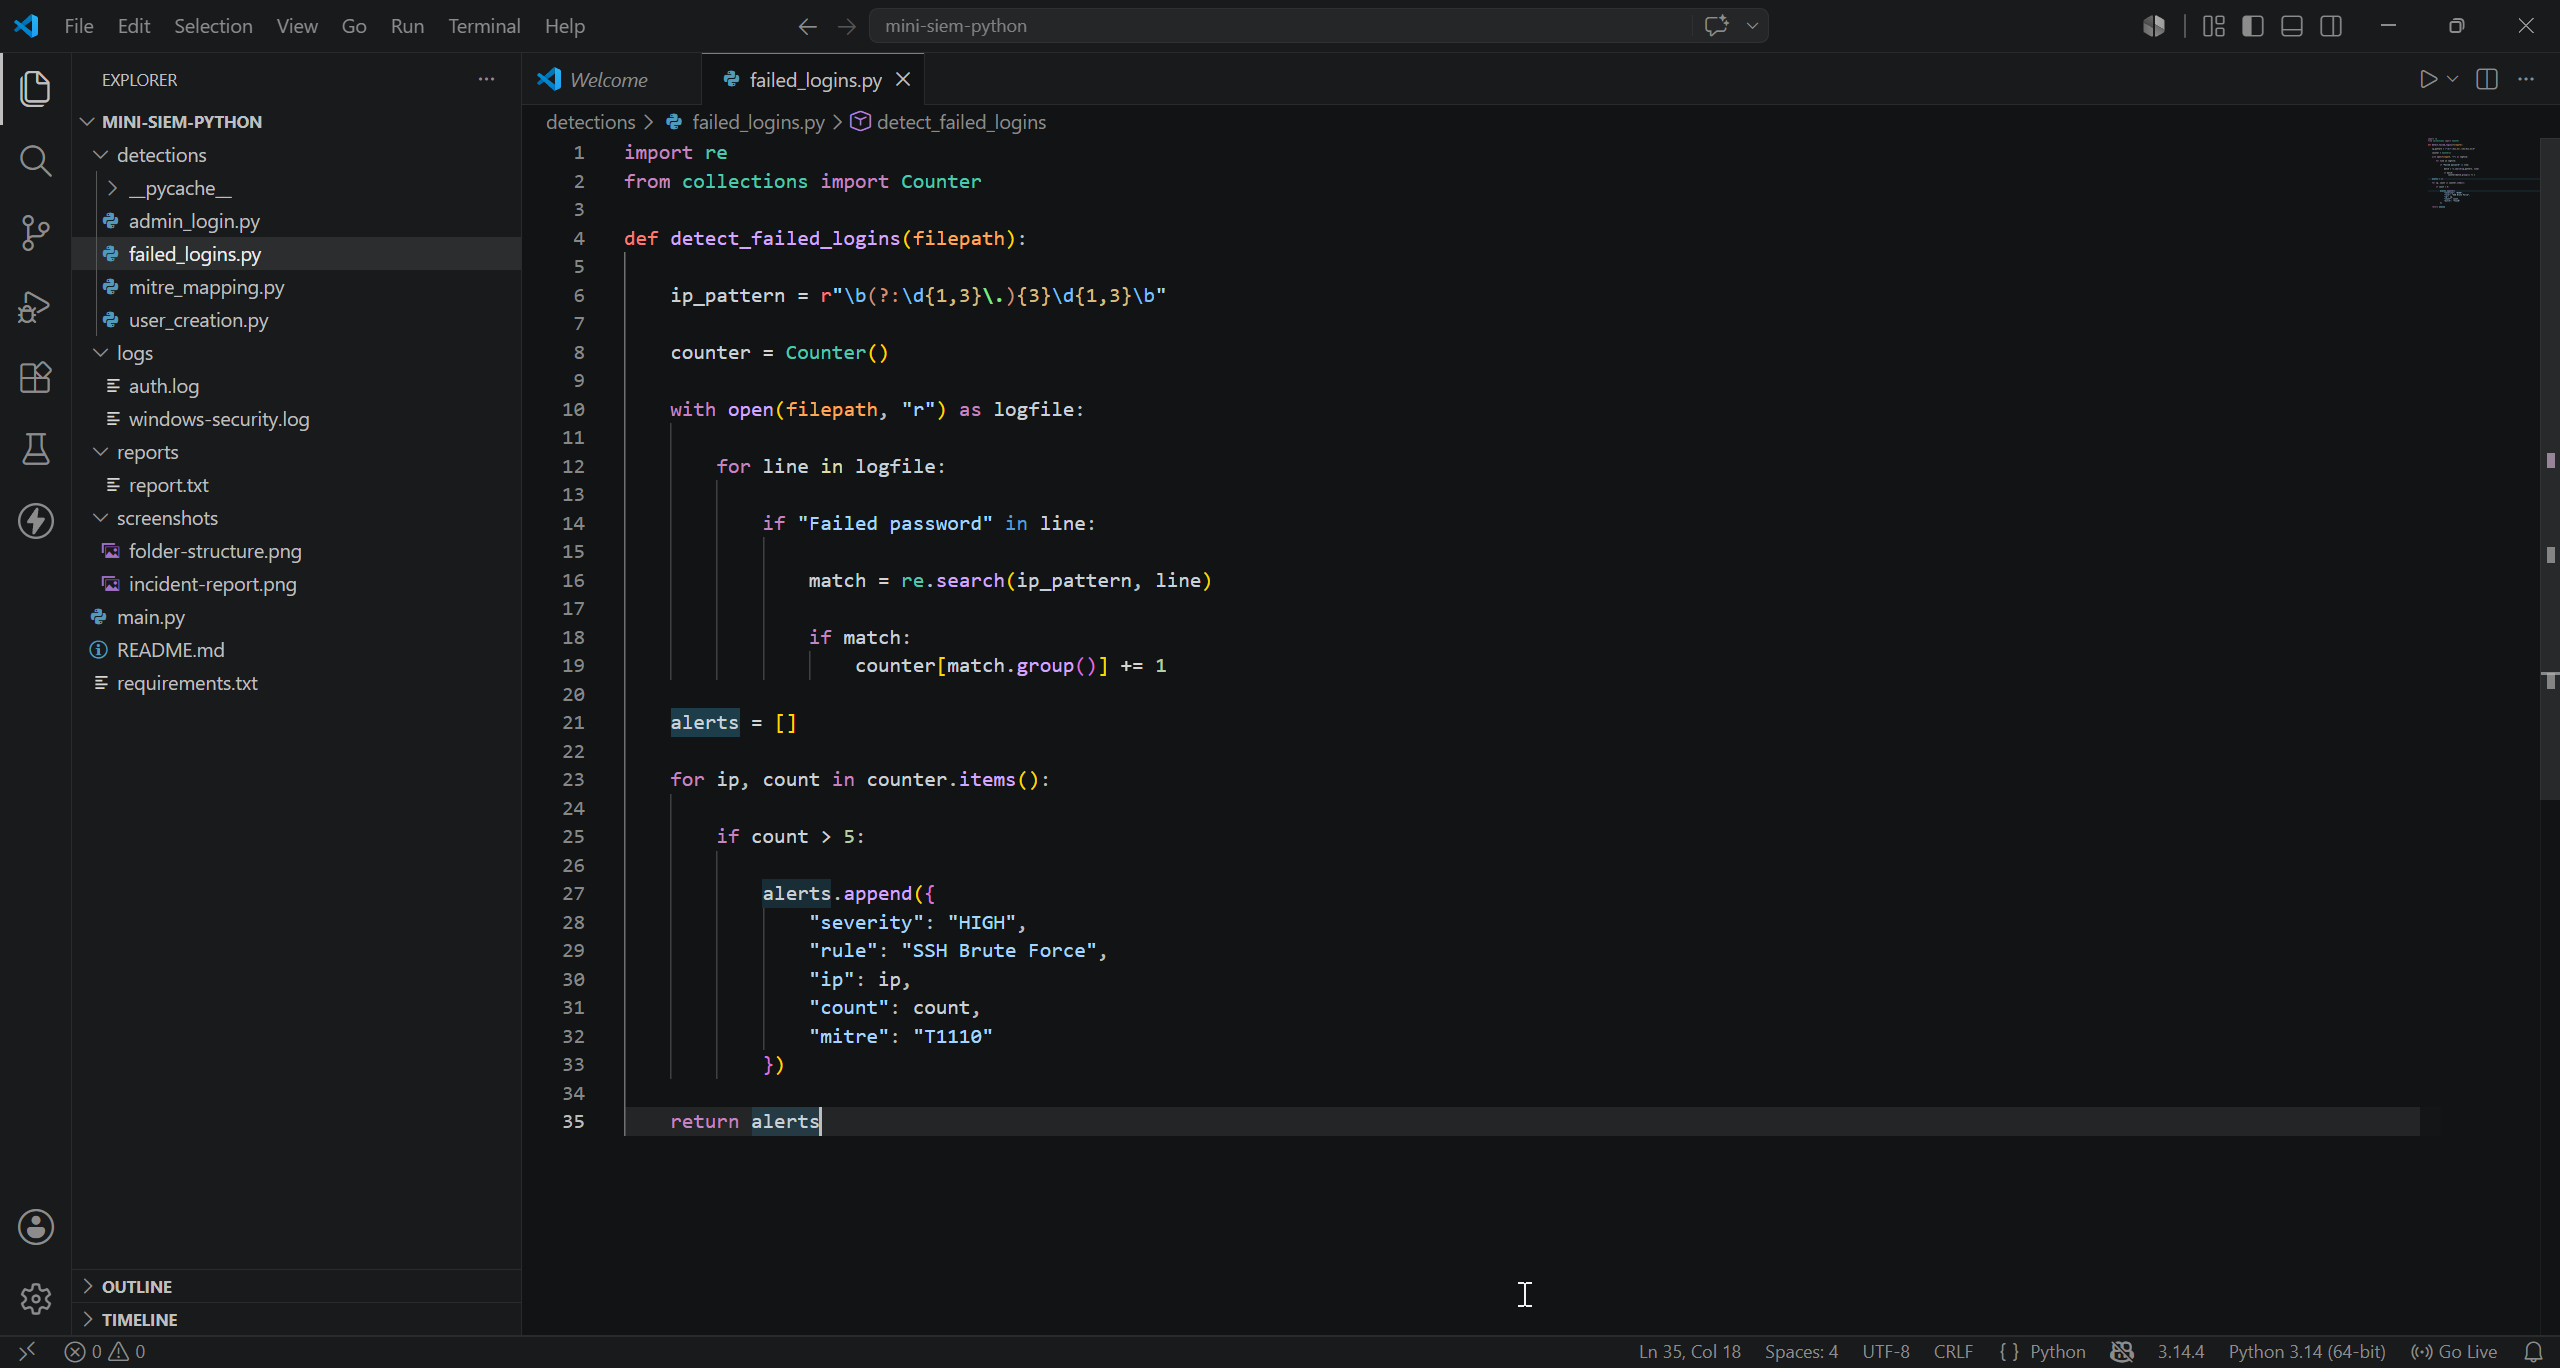 File Edit Selection View Go Run Terminal Help
mini-siem-python
EXPLORER
MINI-SIEM-PYTHON
detections
__pycache__
admin_login.py
failed_logins.py
mitre_mapping.py
user_creation.py
logs
auth.log
windows-security.log
reports
report.txt
screenshots
folder-structure.png
incident-report.png
main.py
README.md
requirements.txt
OUTLINE
TIMELINE
Welcome
failed_logins.py
detections > failed_logins.py > detect_failed_logins
1 import re
2 from collections import Counter
3
4 def detect_failed_logins(filepath):
5
6     ip_pattern = r"\b(?:\d{1,3}\.){3}\d{1,3}\b"
7
8     counter = Counter()
9
10     with open(filepath, "r") as logfile:
11
12         for line in logfile:
13
14             if "Failed password" in line:
15
16                 match = re.search(ip_pattern, line)
17
18                 if match:
19                     counter[match.group()] += 1
20
21     alerts = []
22
23     for ip, count in counter.items():
24
25         if count > 5:
26
27             alerts.append({
28                 "severity": "HIGH",
29                 "rule": "SSH Brute Force",
30                 "ip": ip,
31                 "count": count,
32                 "mitre": "T1110"
33             })
34
35     return alerts
0 0
Ln 35, Col 18 Spaces: 4 UTF-8 CRLF { } Python 3.14.4 Python 3.14 (64-bit) Go Live